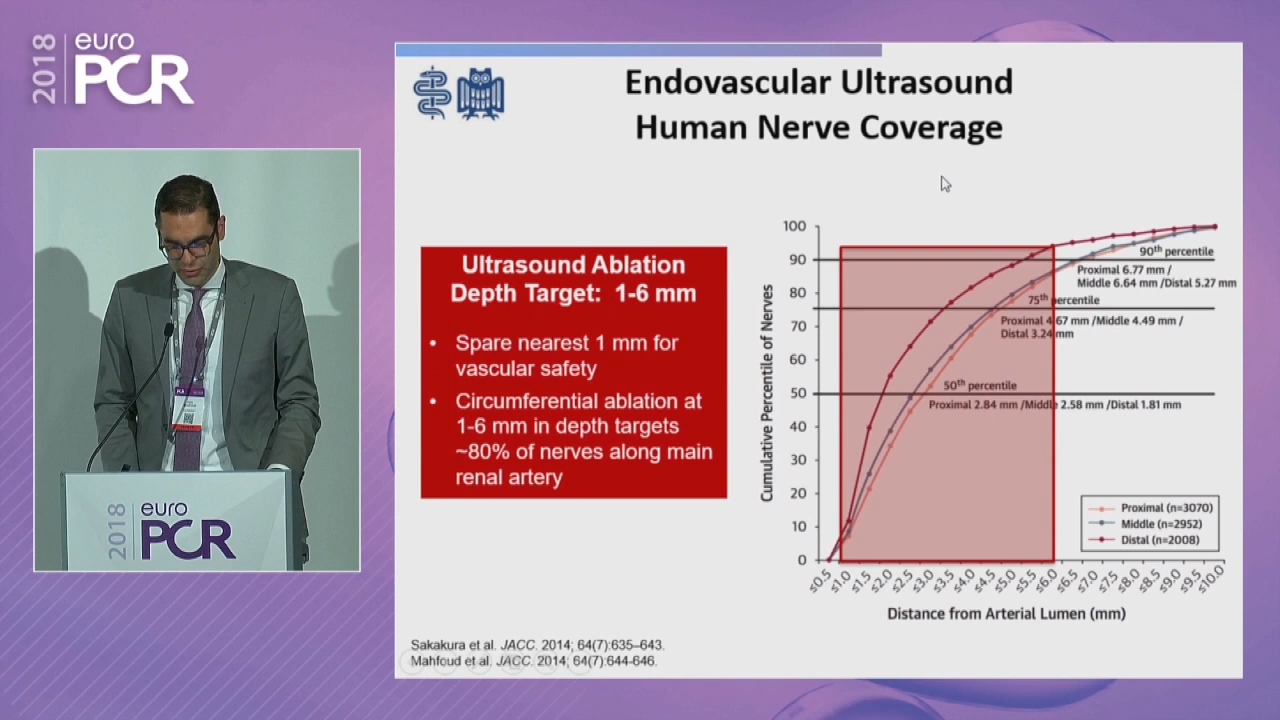 2018
euro
PCR
Endovascular Ultrasound
Human Nerve Coverage
Ultrasound Ablation
Depth Target: 1-6 mm
• Spare nearest 1 mm for
vascular safety
• Circumferential ablation at
1-6 mm in depth targets
~80% of nerves along main
renal artery
Cumulative Percentile of Nerves
100
90
80
70
60
50
40
30
20
10
0
90th percentile
Proximal 6.77 mm /
Middle 6.64 mm /Distal 5.27 mm
75th percentile
Proximal 4.67 mm /Middle 4.49 mm /
Distal 3.24 mm
50th percentile
Proximal 2.84 mm /Middle 2.58 mm /Distal 1.81 mm
Proximal (n=3070)
Middle (n=2952)
Distal (n=2008)
≤0.5 ≤1.0 ≤1.5 ≤2.0 ≤2.5 ≤3.0 ≤3.5 ≤4.0 ≤4.5 ≤5.0 ≤5.5 ≤6.0 ≤6.5 ≤7.0 ≤7.5 ≤8.0 ≤8.5 ≤9.0 ≤9.5 ≤10.0
Distance from Arterial Lumen (mm)
Sakakura et al. JACC. 2014; 64(7):635–643.
Mahfoud et al. JACC. 2014; 64(7):644-646.
PCR
2018
euro
PCR